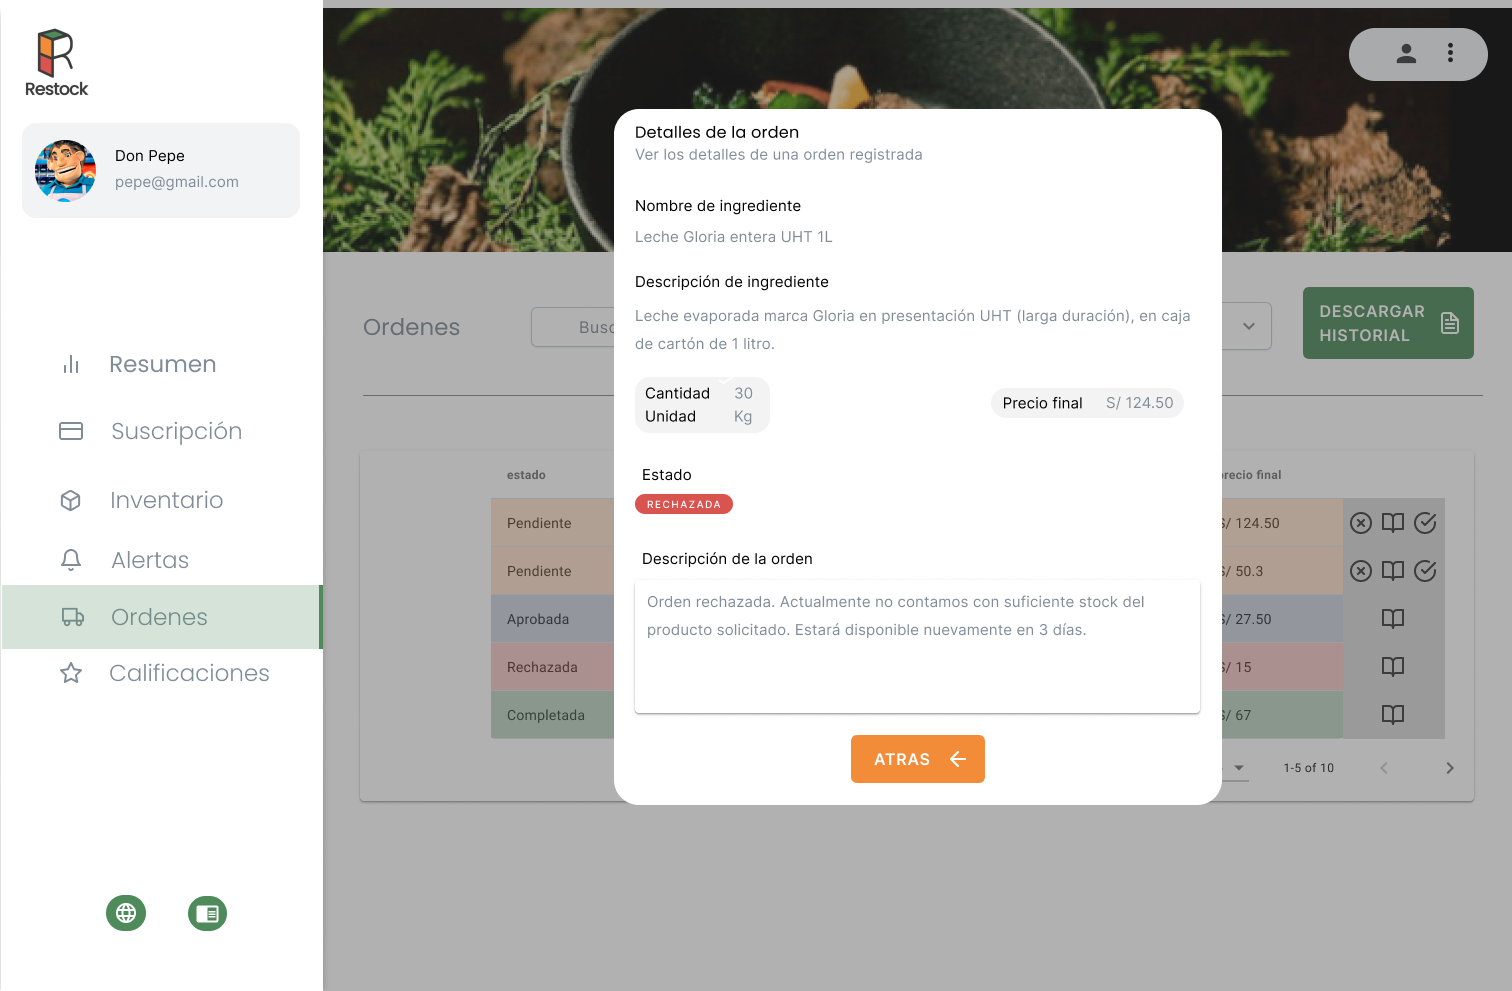 Restock
Don Pepe
pepe@gmail.com
Resumen
Suscripción
Inventario
Alertas
Ordenes
Calificaciones
Ordenes
DESCARGAR
HISTORIAL
estado
precio final
Pendiente
S/ 124.50
Pendiente
S/ 50.3
Aprobada
S/ 27.50
Rechazada
S/ 15
Completada
S/ 67
1-5 of 10
Detalles de la orden
Ver los detalles de una orden registrada
Nombre de ingrediente
Leche Gloria entera UHT 1L
Descripción de ingrediente
Leche evaporada marca Gloria en presentación UHT (larga duración), en caja
de cartón de 1 litro.
Cantidad 30
Unidad Kg
Precio final S/ 124.50
Estado
RECHAZADA
Descripción de la orden
Orden rechazada. Actualmente no contamos con suficiente stock del
producto solicitado. Estará disponible nuevamente en 3 días.
ATRAS